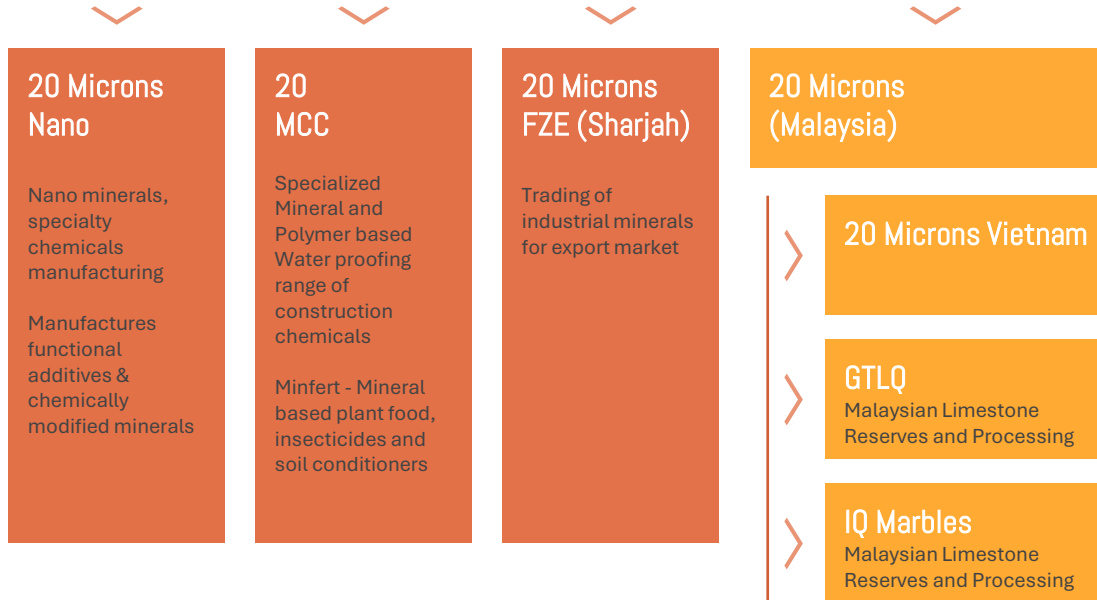 20 Microns
Nano
Nano minerals,
specialty
chemicals
manufacturing
Manufactures
functional
additives &
chemically
modified minerals
20
MCC
Specialized
Mineral and
Polymer based
Water proofing
range of
construction
chemicals
Minfert - Mineral
based plant food,
insecticides and
soil conditioners
20 Microns
FZE (Sharjah)
Trading of
industrial minerals
for export market
20 Microns
(Malaysia)
20 Microns Vietnam
GTLQ
Malaysian Limestone
Reserves and Processing
IQ Marbles
Malaysian Limestone
Reserves and Processing